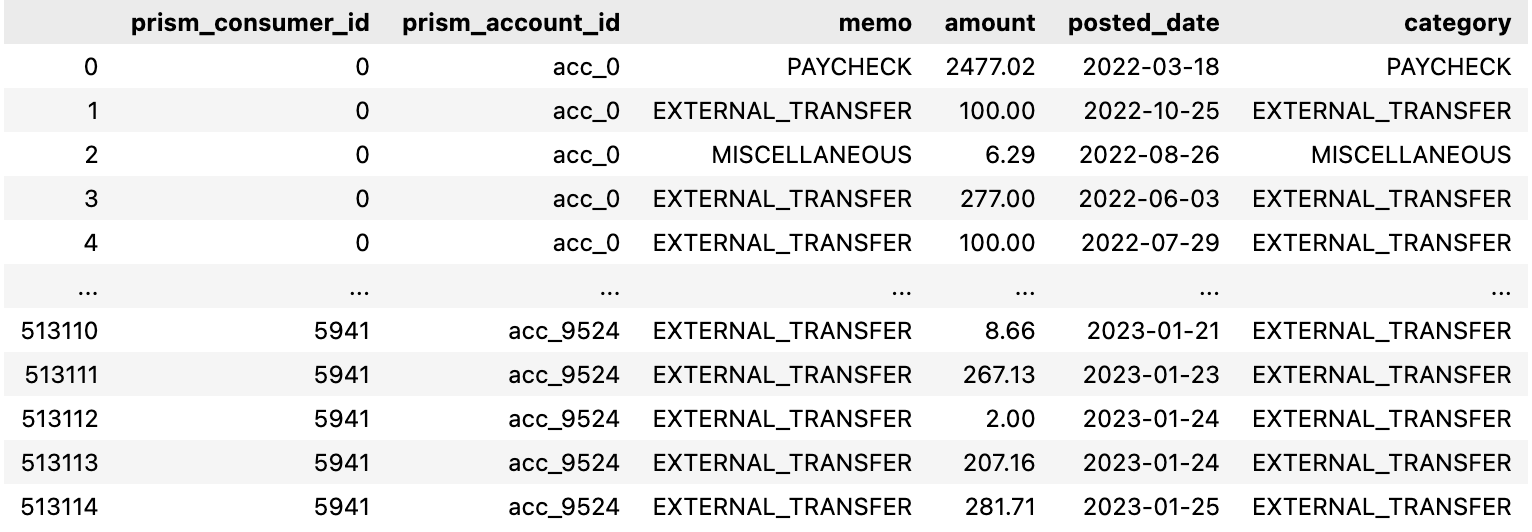 prism_consumer_id prism_account_id memo amount posted_date category
0 0 acc_0 PAYCHECK 2477.02 2022-03-18 PAYCHECK
1 0 acc_0 EXTERNAL_TRANSFER 100.00 2022-10-25 EXTERNAL_TRANSFER
2 0 acc_0 MISCELLANEOUS 6.29 2022-08-26 MISCELLANEOUS
3 0 acc_0 EXTERNAL_TRANSFER 277.00 2022-06-03 EXTERNAL_TRANSFER
4 0 acc_0 EXTERNAL_TRANSFER 100.00 2022-07-29 EXTERNAL_TRANSFER
... ... ... ... ... ... ...
513110 5941 acc_9524 EXTERNAL_TRANSFER 8.66 2023-01-21 EXTERNAL_TRANSFER
513111 5941 acc_9524 EXTERNAL_TRANSFER 267.13 2023-01-23 EXTERNAL_TRANSFER
513112 5941 acc_9524 EXTERNAL_TRANSFER 2.00 2023-01-24 EXTERNAL_TRANSFER
513113 5941 acc_9524 EXTERNAL_TRANSFER 207.16 2023-01-24 EXTERNAL_TRANSFER
513114 5941 acc_9524 EXTERNAL_TRANSFER 281.71 2023-01-25 EXTERNAL_TRANSFER